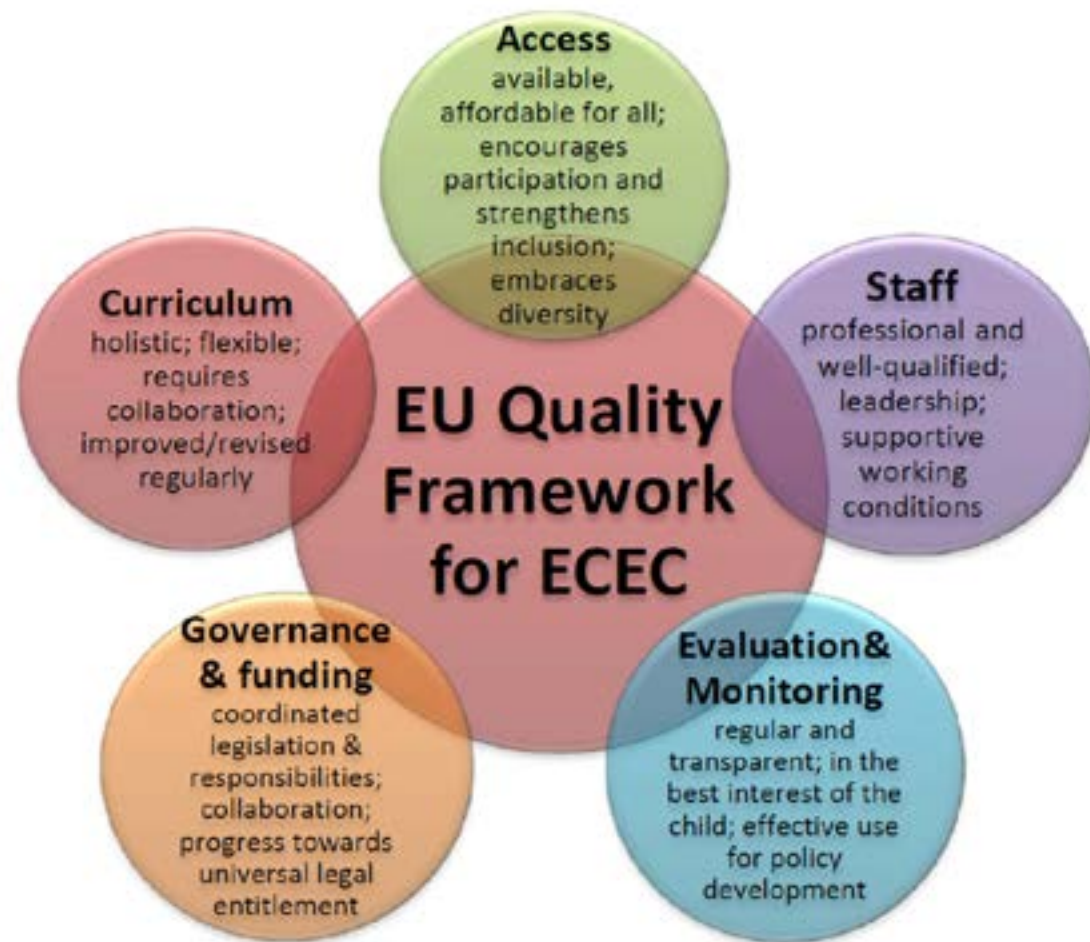 Access
available,
affordable for all;
encourages
participation and
strengthens
inclusion;
embraces
diversity
Curriculum
holistic; flexible;
requires
collaboration;
improved/revised
regularly
Staff
professional and
well-qualified;
leadership;
supportive
working
conditions
EU Quality
Framework
for ECEC
Governance
& funding
coordinated
legislation &
responsibilities;
collaboration;
progress towards
universal legal
entitlement
Evaluation&
Monitoring
regular and
transparent; in the
best interest of the
child; effective use
for policy
development